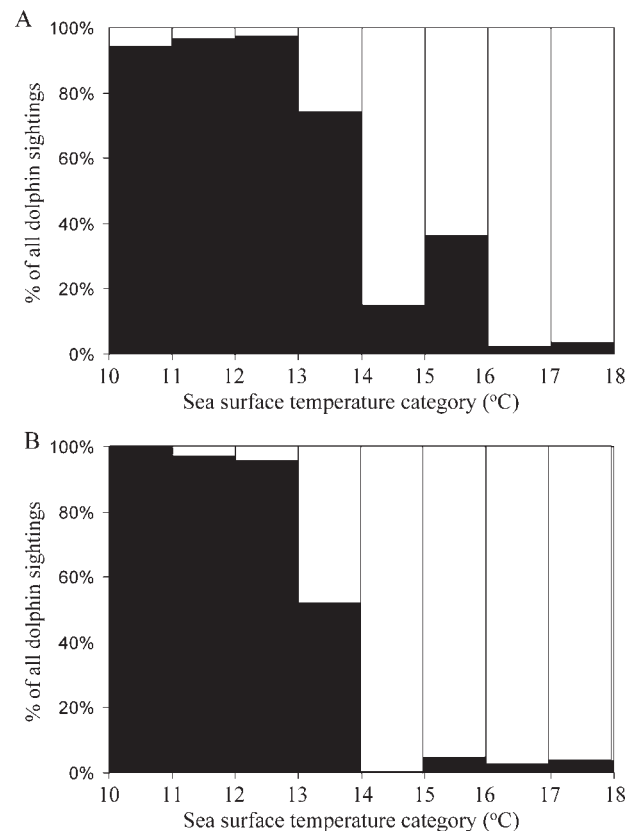 A
100%
80%
60%
40%
20%
0%
% of all dolphin sightings
10 11 12 13 14 15 16 17 18
Sea surface temperature category (°C)
B
100%
80%
60%
40%
20%
0%
% of all dolphin sightings
10 11 12 13 14 15 16 17 18
Sea surface temperature category (°C)